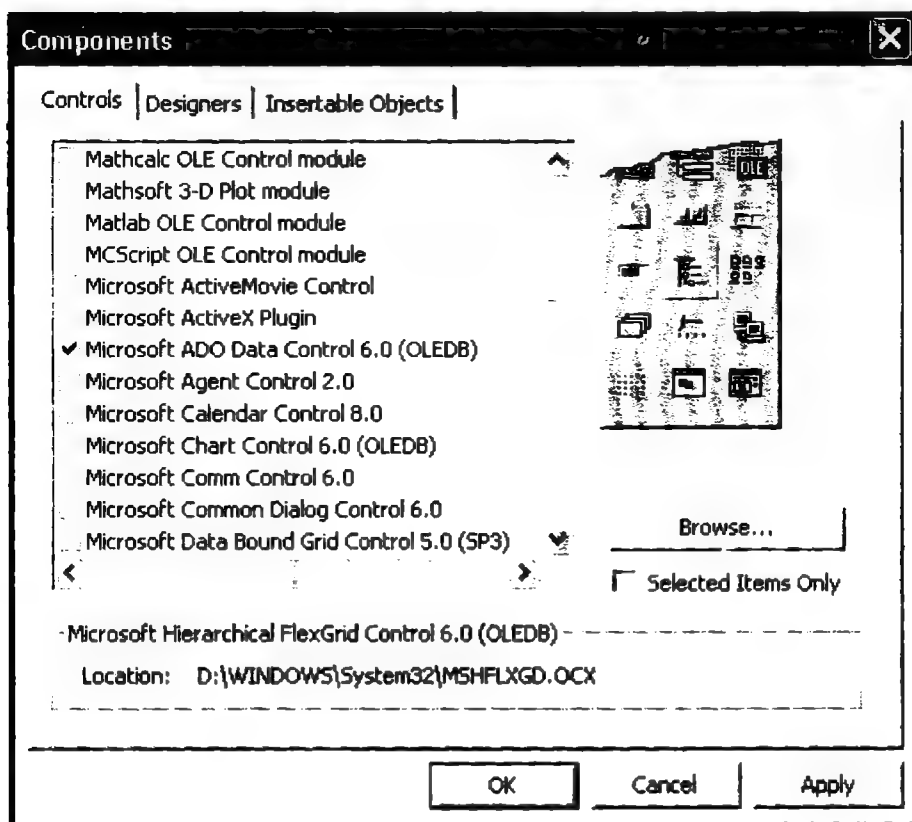 Components
Controls Designers Insertable Objects
Mathcalc OLE Control module
Mathsoft 3-D Plot module
Matlab OLE Control module
MCScript OLE Control module
Microsoft ActiveMovie Control
Microsoft ActiveX Plugin
Microsoft ADO Data Control 6.0 (OLEDB)
Microsoft Agent Control 2.0
Microsoft Calendar Control 8.0
Microsoft Chart Control 6.0 (OLEDB)
Microsoft Comm Control 6.0
Microsoft Common Dialog Control 6.0
Microsoft Data Bound Grid Control 5.0 (SP3)
OLE
Browse...
Selected Items Only
Microsoft Hierarchical FlexGrid Control 6.0 (OLEDB)
Location: D:\WINDOWS\System32\MSHFLXGD.OCX
OK Cancel Apply